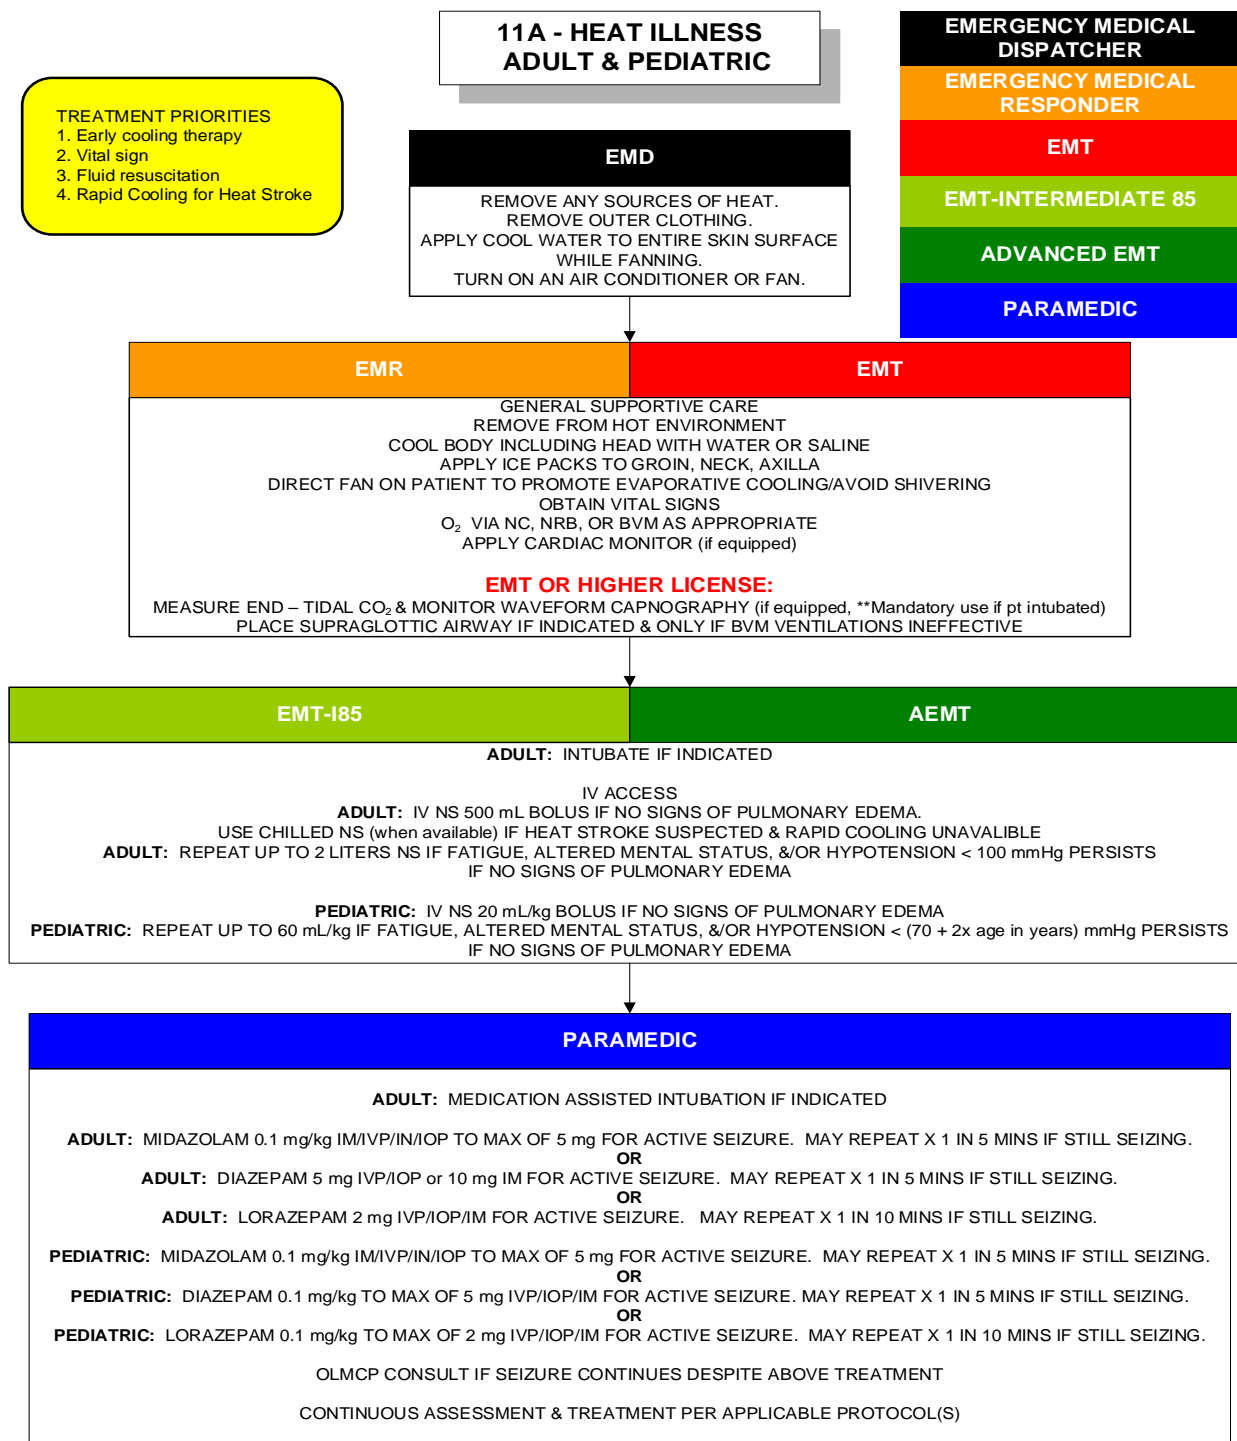 11A - HEAT ILLNESS
ADULT & PEDIATRIC
EMERGENCY MEDICAL
DISPATCHER
EMERGENCY MEDICAL
RESPONDER
EMT
EMT-INTERMEDIATE 85
ADVANCED EMT
PARAMEDIC
TREATMENT PRIORITIES
1. Early cooling therapy
2. Vital sign
3. Fluid resuscitation
4. Rapid Cooling for Heat Stroke
EMD
REMOVE ANY SOURCES OF HEAT.
REMOVE OUTER CLOTHING.
APPLY COOL WATER TO ENTIRE SKIN SURFACE
WHILE FANNING.
TURN ON AN AIR CONDITIONER OR FAN.
EMR
EMT
GENERAL SUPPORTIVE CARE
REMOVE FROM HOT ENVIRONMENT
COOL BODY INCLUDING HEAD WITH WATER OR SALINE
APPLY ICE PACKS TO GROIN, NECK, AXILLA
DIRECT FAN ON PATIENT TO PROMOTE EVAPORATIVE COOLING/AVOID SHIVERING
OBTAIN VITAL SIGNS
O₂ VIA NC, NRB, OR BVM AS APPROPRIATE
APPLY CARDIAC MONITOR (if equipped)
EMT OR HIGHER LICENSE:
MEASURE END – TIDAL CO₂ & MONITOR WAVEFORM CAPNOGRAPHY (if equipped, **Mandatory use if pt intubated)
PLACE SUPRAGLOTTIC AIRWAY IF INDICATED & ONLY IF BVM VENTILATIONS INEFFECTIVE
EMT-I85
AEMT
ADULT: INTUBATE IF INDICATED
IV ACCESS
ADULT: IV NS 500 mL BOLUS IF NO SIGNS OF PULMONARY EDEMA.
USE CHILLED NS (when available) IF HEAT STROKE SUSPECTED & RAPID COOLING UNAVALIBLE
ADULT: REPEAT UP TO 2 LITERS NS IF FATIGUE, ALTERED MENTAL STATUS, &/OR HYPOTENSION < 100 mmHg PERSISTS
IF NO SIGNS OF PULMONARY EDEMA
PEDIATRIC: IV NS 20 mL/kg BOLUS IF NO SIGNS OF PULMONARY EDEMA
PEDIATRIC: REPEAT UP TO 60 mL/kg IF FATIGUE, ALTERED MENTAL STATUS, &/OR HYPOTENSION < (70 + 2x age in years) mmHg PERSISTS
IF NO SIGNS OF PULMONARY EDEMA
PARAMEDIC
ADULT: MEDICATION ASSISTED INTUBATION IF INDICATED
ADULT: MIDAZOLAM 0.1 mg/kg IM/IVP/IN/IOP TO MAX OF 5 mg FOR ACTIVE SEIZURE. MAY REPEAT X 1 IN 5 MINS IF STILL SEIZING.
OR
ADULT: DIAZEPAM 5 mg IVP/IOP or 10 mg IM FOR ACTIVE SEIZURE. MAY REPEAT X 1 IN 5 MINS IF STILL SEIZING.
OR
ADULT: LORAZEPAM 2 mg IVP/IOP/IM FOR ACTIVE SEIZURE. MAY REPEAT X 1 IN 10 MINS IF STILL SEIZING.
PEDIATRIC: MIDAZOLAM 0.1 mg/kg IM/IVP/IN/IOP TO MAX OF 5 mg FOR ACTIVE SEIZURE. MAY REPEAT X 1 IN 5 MINS IF STILL SEIZING.
OR
PEDIATRIC: DIAZEPAM 0.1 mg/kg TO MAX OF 5 mg IVP/IOP/IM FOR ACTIVE SEIZURE. MAY REPEAT X 1 IN 5 MINS IF STILL SEIZING.
OR
PEDIATRIC: LORAZEPAM 0.1 mg/kg TO MAX OF 2 mg IVP/IOP/IM FOR ACTIVE SEIZURE. MAY REPEAT X 1 IN 10 MINS IF STILL SEIZING.
OLMCP CONSULT IF SEIZURE CONTINUES DESPITE ABOVE TREATMENT
CONTINUOUS ASSESSMENT & TREATMENT PER APPLICABLE PROTOCOL(S)